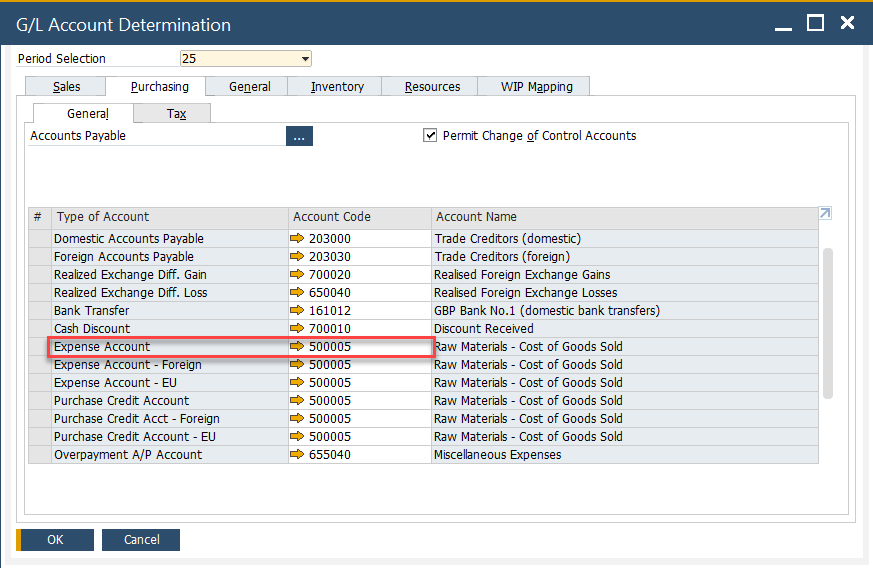 G/L Account Determination
Period Selection 25
Sales Purchasing General Inventory Resources WIP Mapping
General Tax
Accounts Payable ... Permit Change of Control Accounts
# Type of Account Account Code Account Name
Domestic Accounts Payable 203000 Trade Creditors (domestic)
Foreign Accounts Payable 203030 Trade Creditors (foreign)
Realized Exchange Diff. Gain 700020 Realised Foreign Exchange Gains
Realized Exchange Diff. Loss 650040 Realised Foreign Exchange Losses
Bank Transfer 161012 GBP Bank No.1 (domestic bank transfers)
Cash Discount 700010 Discount Received
Expense Account 500005 Raw Materials - Cost of Goods Sold
Expense Account - Foreign 500005 Raw Materials - Cost of Goods Sold
Expense Account - EU 500005 Raw Materials - Cost of Goods Sold
Purchase Credit Account 500005 Raw Materials - Cost of Goods Sold
Purchase Credit Acct - Foreign 500005 Raw Materials - Cost of Goods Sold
Purchase Credit Account - EU 500005 Raw Materials - Cost of Goods Sold
Overpayment A/P Account 655040 Miscellaneous Expenses
OK Cancel